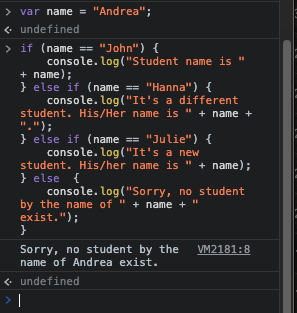 > var name = "Andrea";
<· undefined
> if (name == "John") {
console.log("Student name is "
+ name);
} else if (name == "Hanna") {
console.log("It's a different
student. His/Her name is " + name +
".");
} else if (name == "Julie") {
console.log("It's a new
student. His/her name is " + name);
} else  {
console.log("Sorry, no student
by the name of " + name + "
exist.");
}
Sorry, no student by the VM2181:8
name of Andrea exist.
<· undefined
>